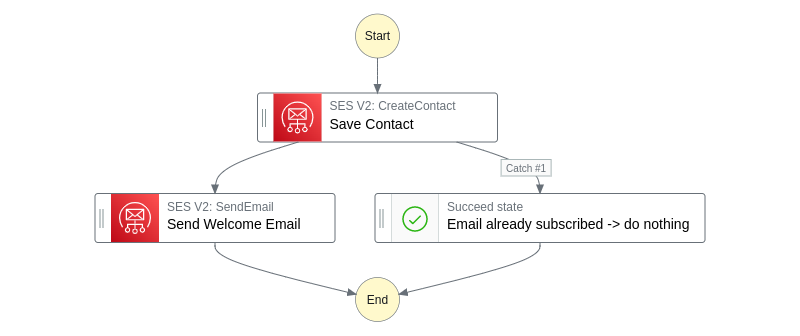 Start
SES V2: CreateContact
Save Contact
Catch #1
SES V2: SendEmail
Send Welcome Email
Succeed state
Email already subscribed -> do nothing
End